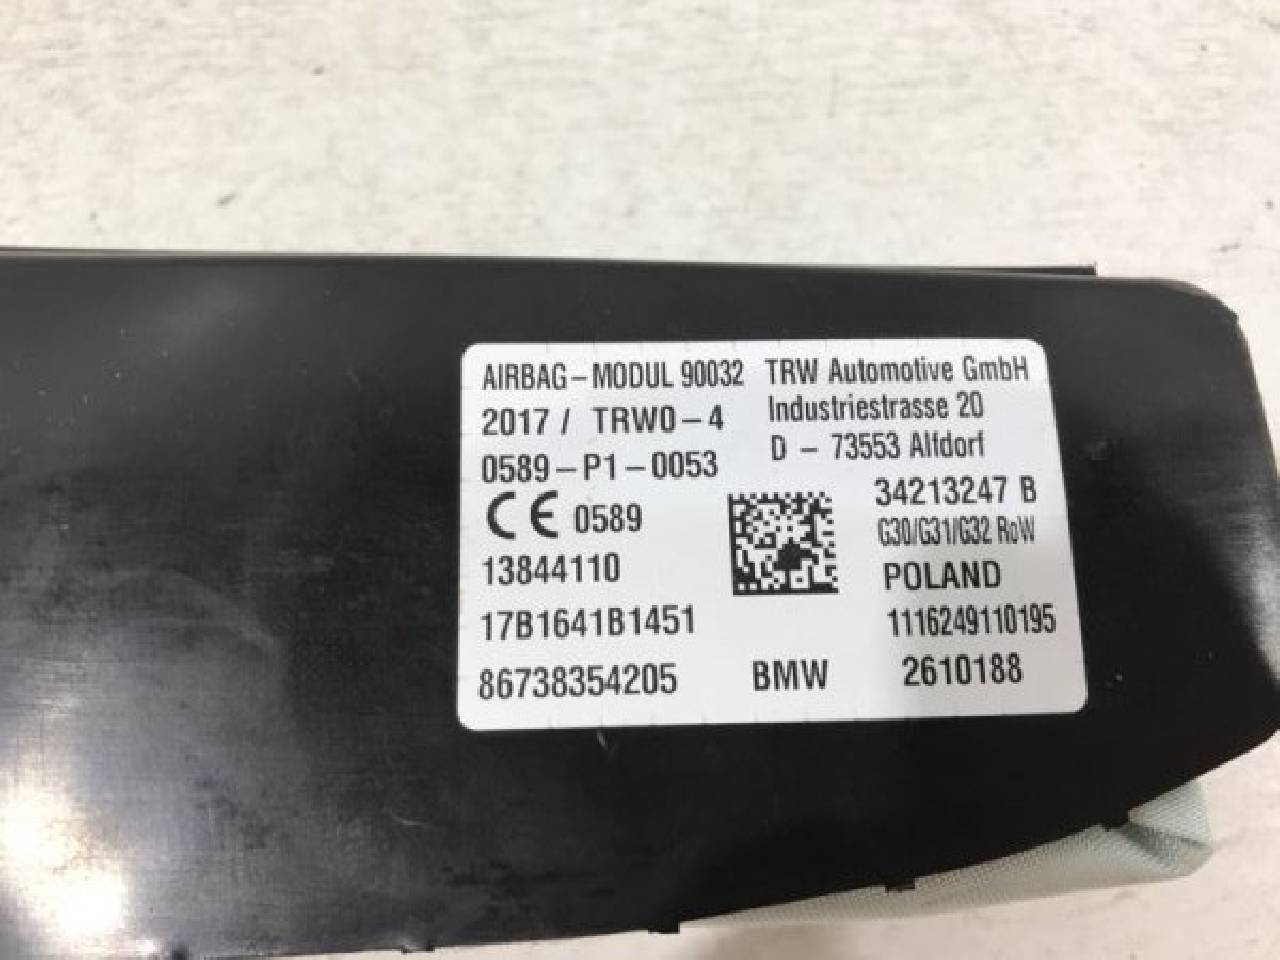 AIRBAG-MODUL 90032 TRW Automotive GmbH
2017 / TRW0-4 Industriestrasse 20
D - 73553 Alfdorf
0589-P1-0053
34213247 B
CE 0589
G30/G31/G32 RoW
13844110 POLAND
17B1641B1451 1116249110195
86738354205 BMW 2610188